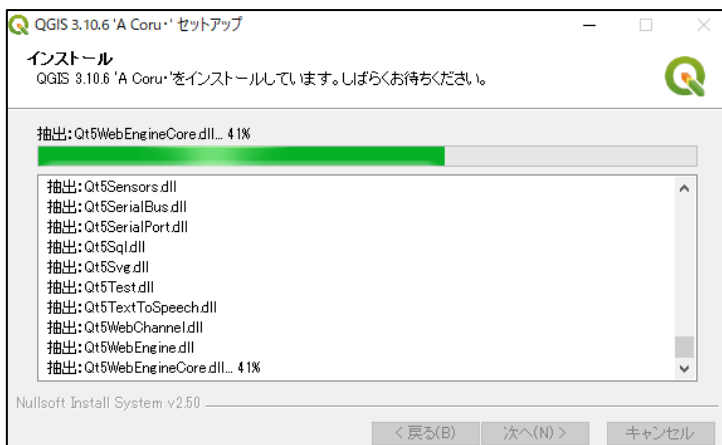 QGIS 3.10.6 'A Coru･' セットアップ
インストール
QGIS 3.10.6 'A Coru･'をインストールしています。しばらくお待ちください。
抽出: Qt5WebEngineCore.dll... 41%
抽出: Qt5Sensors.dll
抽出: Qt5SerialBus.dll
抽出: Qt5SerialPort.dll
抽出: Qt5Sql.dll
抽出: Qt5Svg.dll
抽出: Qt5Test.dll
抽出: Qt5TextToSpeech.dll
抽出: Qt5WebChannel.dll
抽出: Qt5WebEngine.dll
抽出: Qt5WebEngineCore.dll... 41%
Nullsoft Install System v2.50
< 戻る(B) 次へ(N) > キャンセル